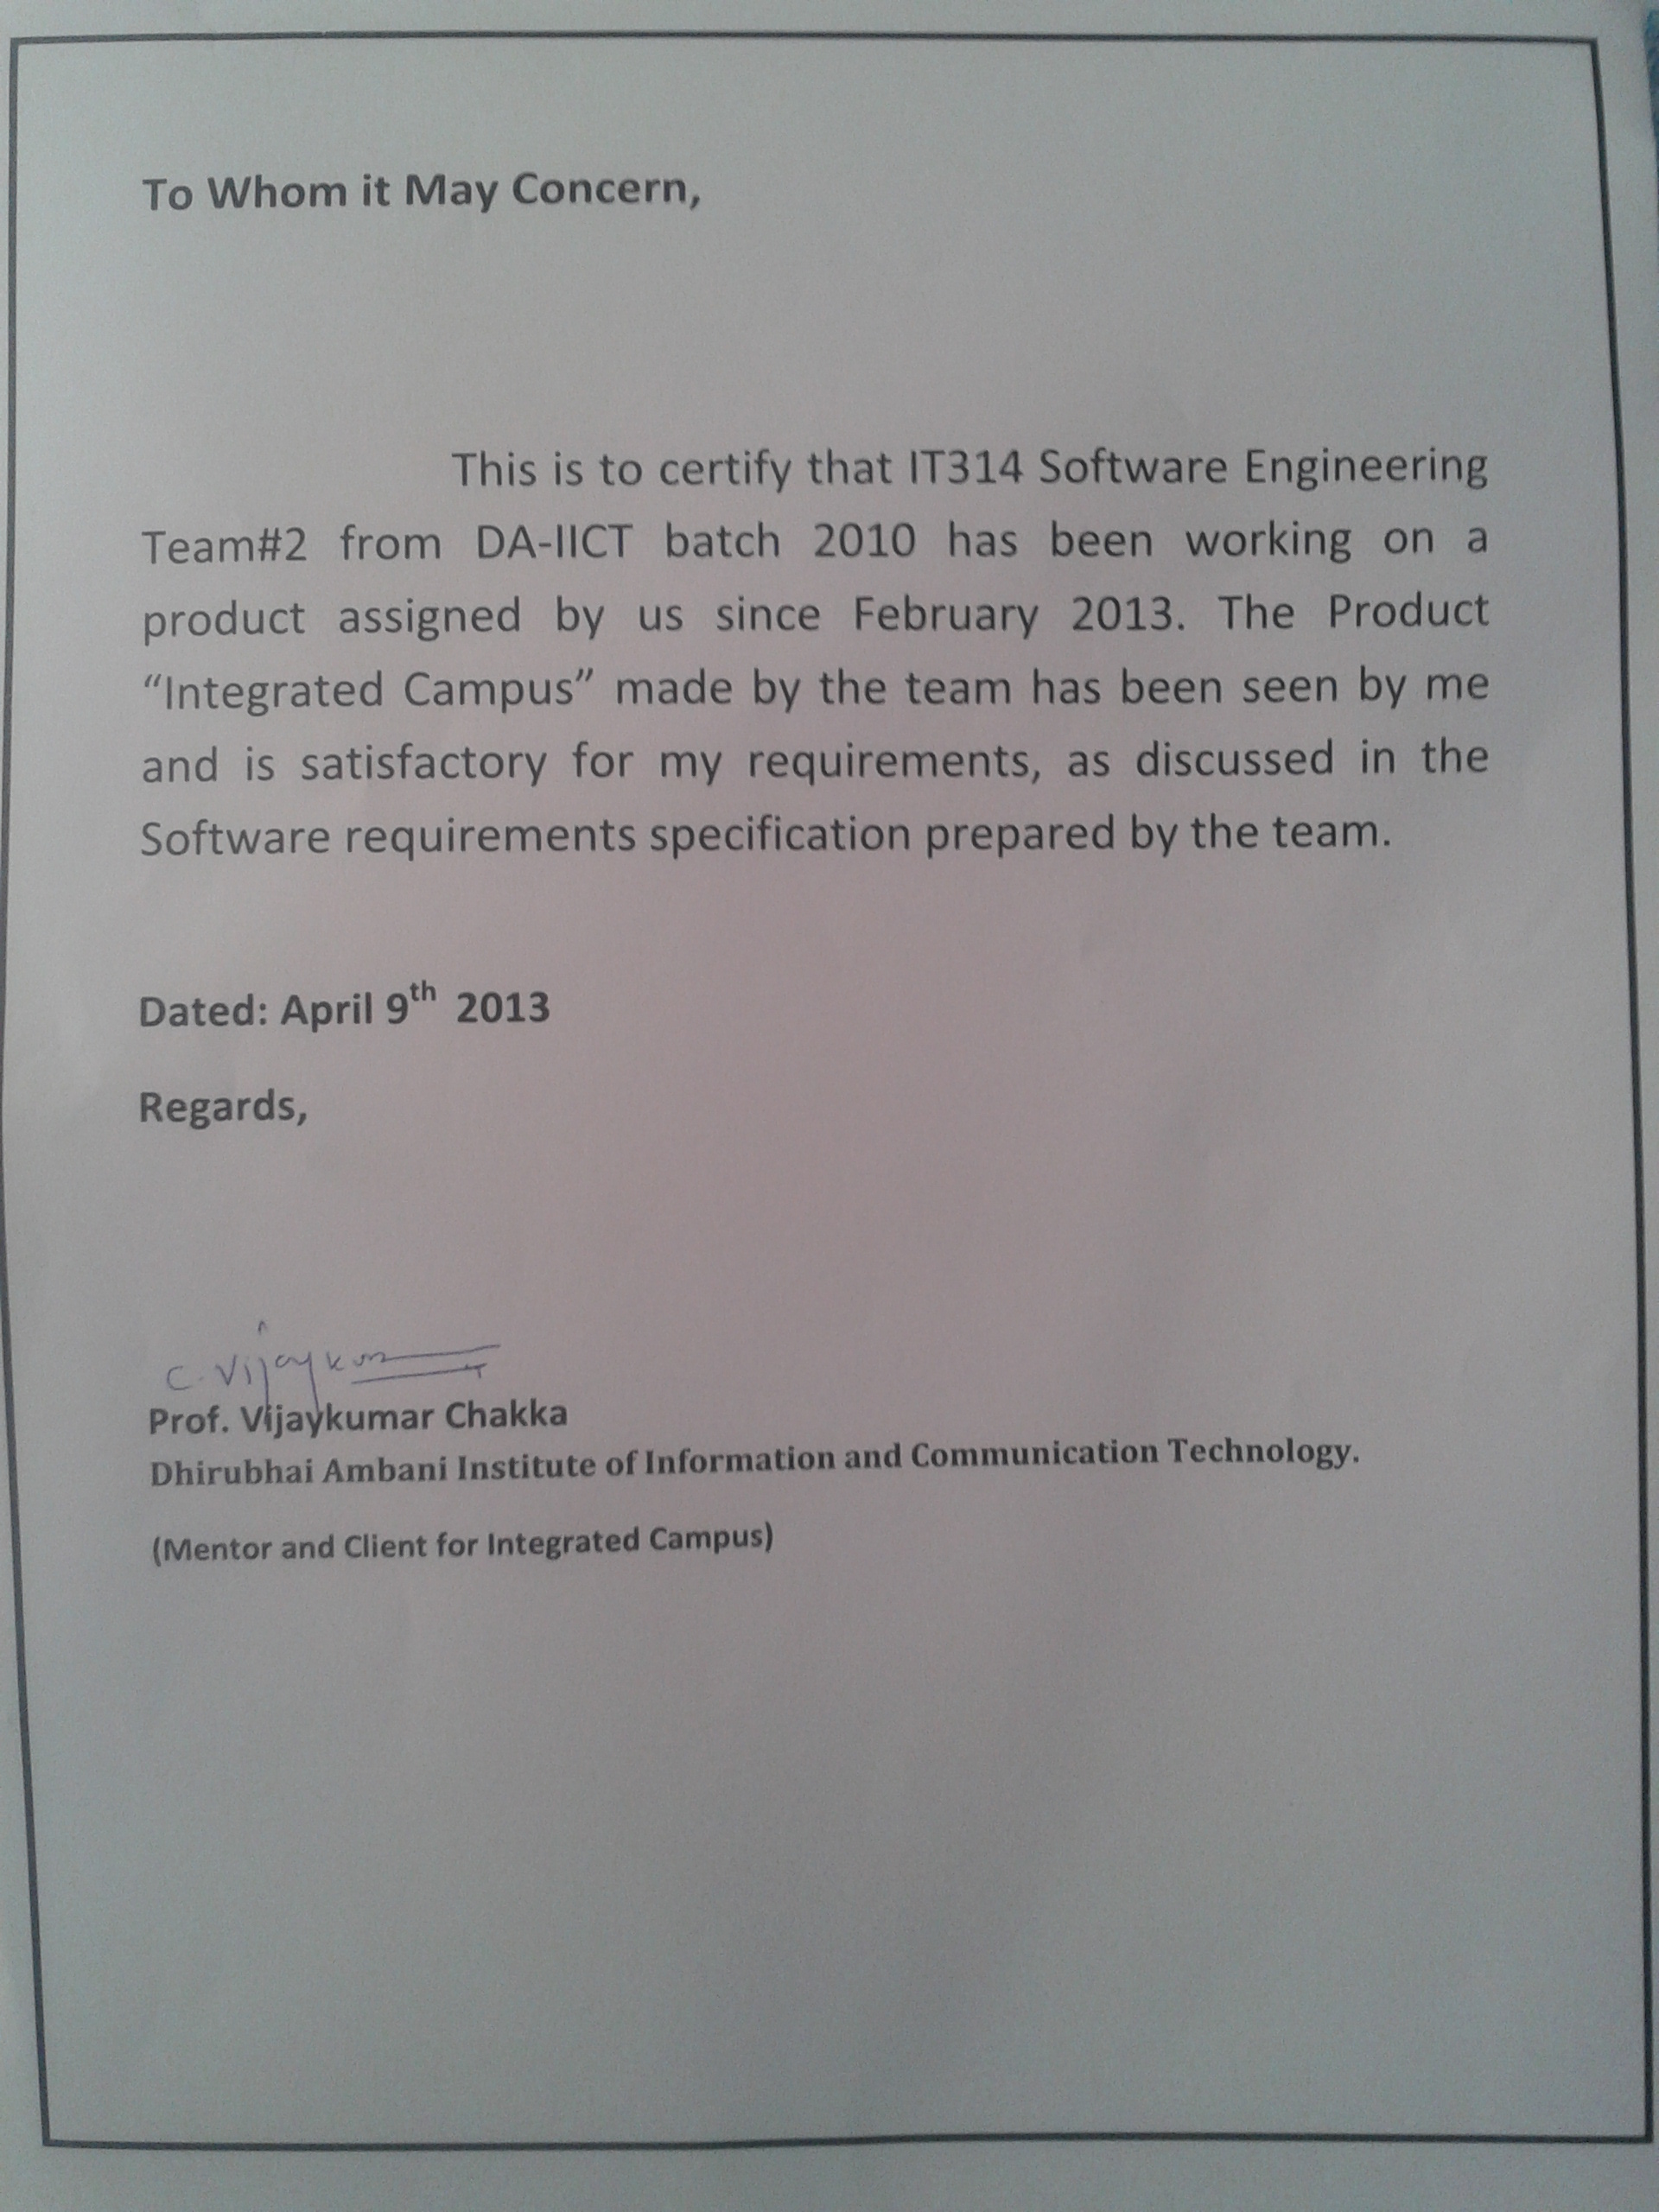 To Whom it May Concern,
This is to certify that IT314 Software Engineering
Team#2 from DA-IICT batch 2010 has been working on a
product assigned by us since February 2013. The Product
“Integrated Campus” made by the team has been seen by me
and is satisfactory for my requirements, as discussed in the
Software requirements specification prepared by the team.
Dated: April 9th 2013
Regards,
C. Vijaykum
Prof. Vijaykumar Chakka
Dhirubhai Ambani Institute of Information and Communication Technology.
(Mentor and Client for Integrated Campus)